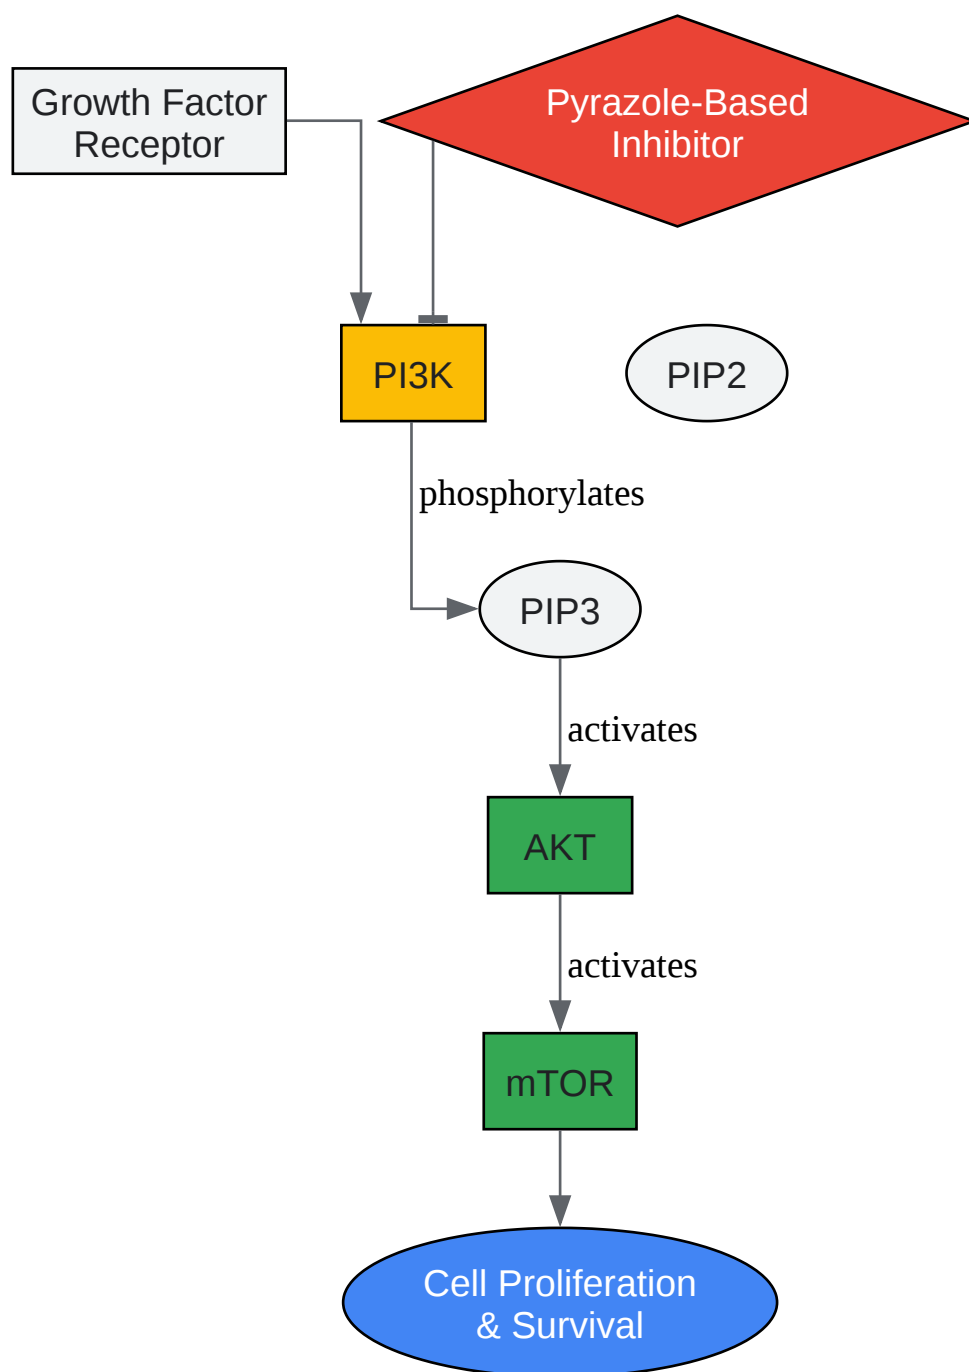 Growth Factor
Receptor
Pyrazole-Based
Inhibitor
PI3K
PIP2
phosphorylates
PIP3
activates
AKT
activates
mTOR
Cell Proliferation
& Survival